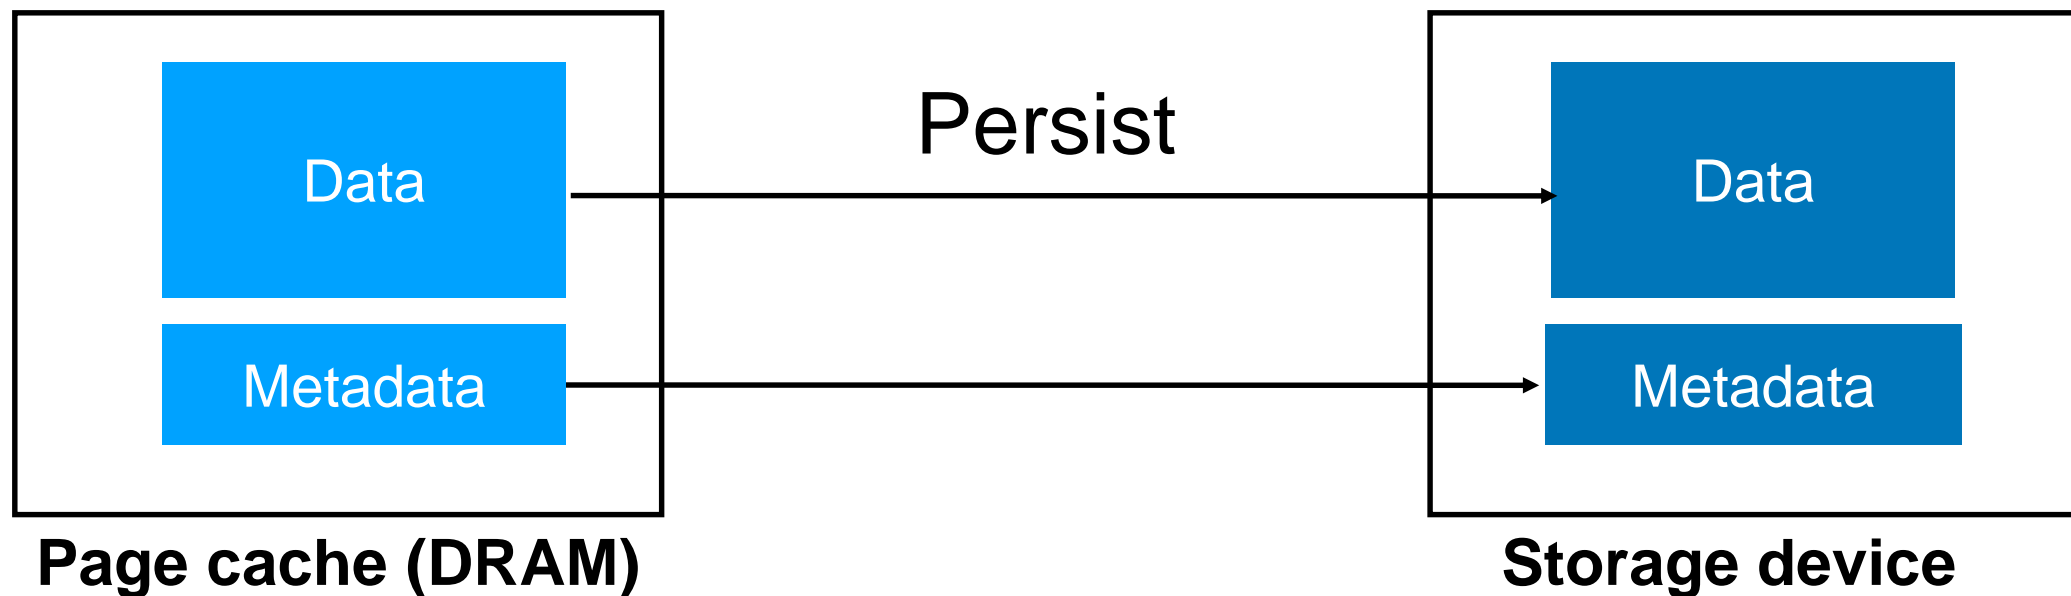 Persist
Data
Data
Metadata
Metadata
Page cache (DRAM)
Storage device